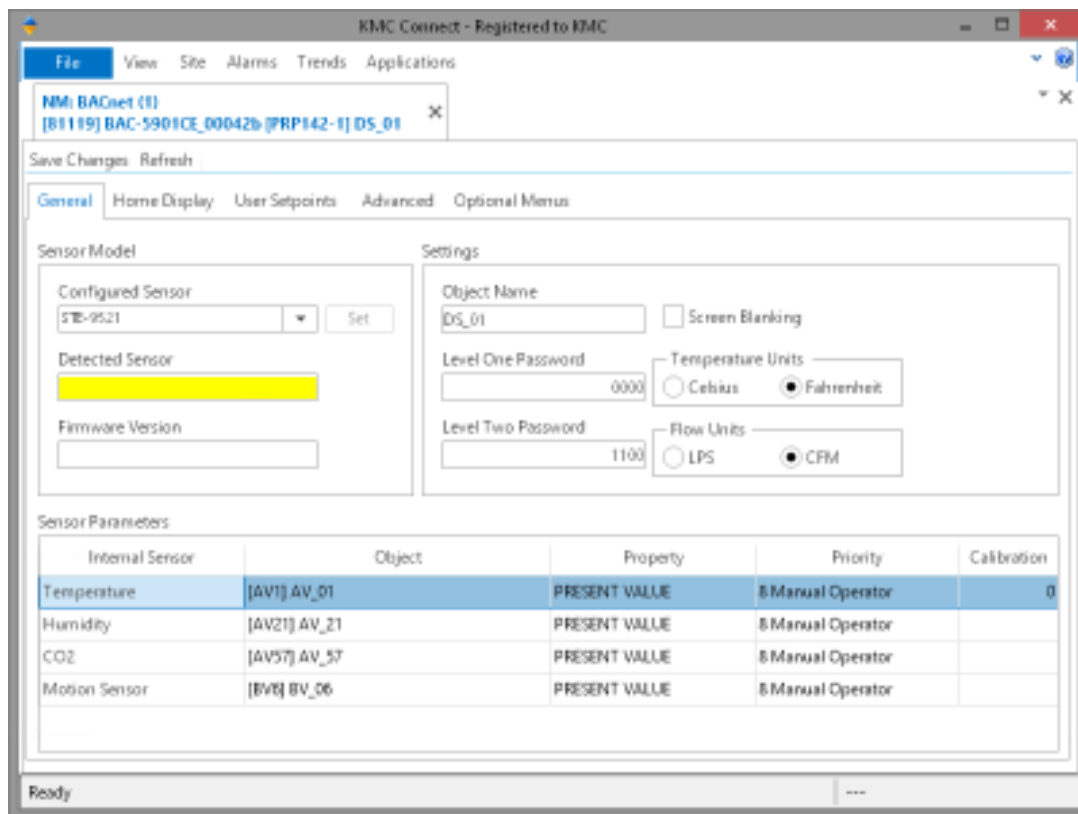 KMC Connect - Registered to KMC
File View Site Alarms Trends Applications
NM: BACnet (1)
[81119] BAC-5901CE_00042b [PRP142-1] DS_01
Save Changes Refresh
General Home Display User Setpoints Advanced Optional Menus
Sensor Model
Configured Sensor
STE-9521
Set
Detected Sensor
Firmware Version
Settings
Object Name
DS_01
Screen Blanking
Level One Password
0000
Temperature Units
Celsius Fahrenheit
Level Two Password
1100
Flow Units
LPS CFM
Sensor Parameters
Internal Sensor Object Property Priority Calibration
Temperature [AV1] AV_01 PRESENT VALUE 8 Manual Operator 0
Humidity [AV21] AV_21 PRESENT VALUE 8 Manual Operator
CO2 [AV57] AV_57 PRESENT VALUE 8 Manual Operator
Motion Sensor [BV6] BV_06 PRESENT VALUE 8 Manual Operator
Ready ---